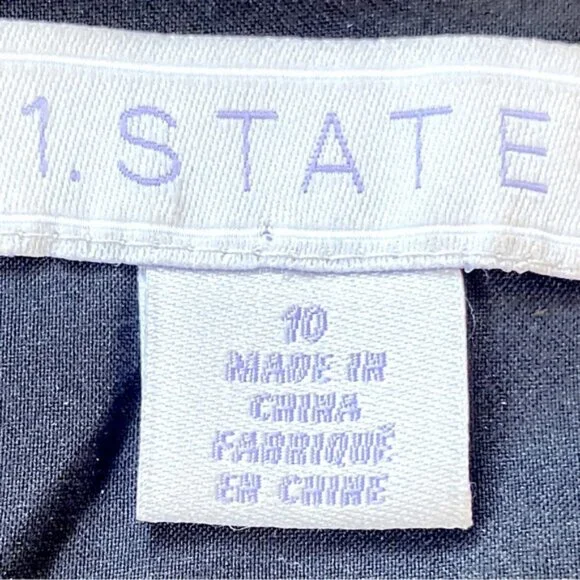 1. STATE
10
MADE IN
CHINA
FABRIQUÉ
EN CHINE